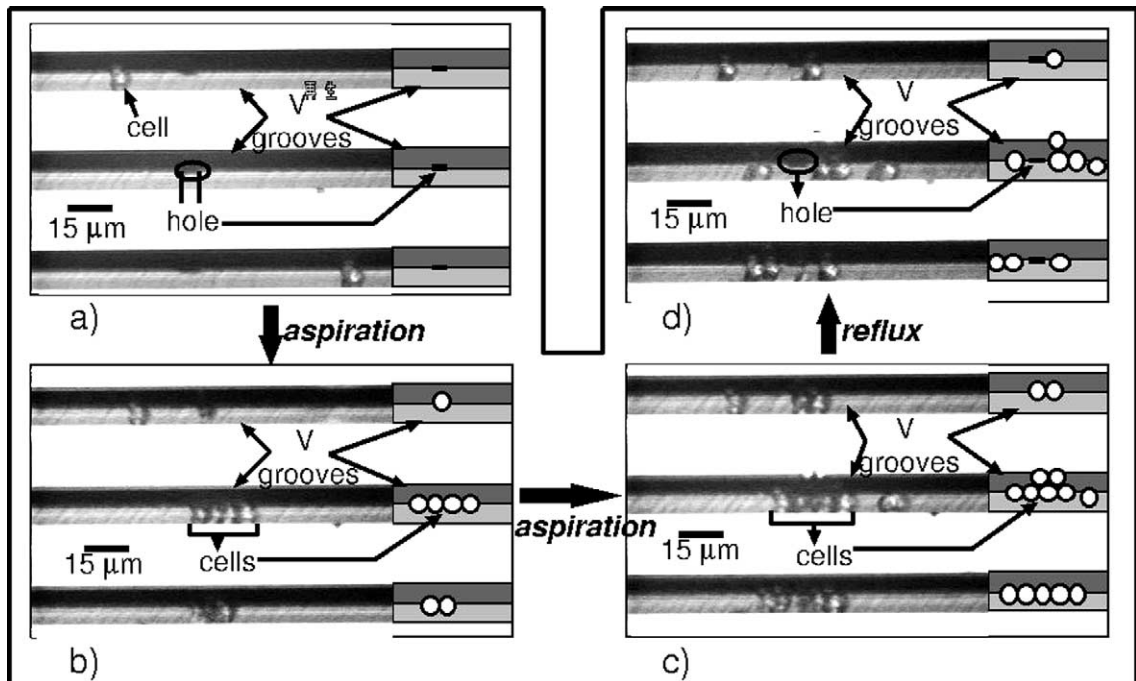 cell
V
grooves
hole
15 μm
a)
aspiration
V
grooves
cells
15 μm
b)
aspiration
V
grooves
cells
15 μm
c)
reflux
V
grooves
hole
15 μm
d)